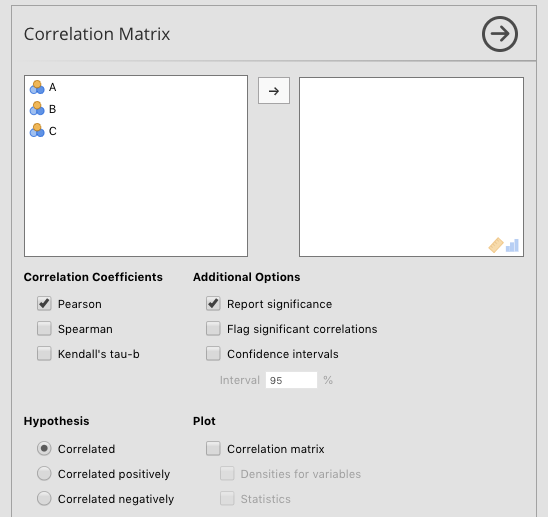 Correlation Matrix
A
B
C
Correlation Coefficients
Pearson
Spearman
Kendall's tau-b
Additional Options
Report significance
Flag significant correlations
Confidence intervals
Interval 95 %
Hypothesis
Correlated
Correlated positively
Correlated negatively
Plot
Correlation matrix
Densities for variables
Statistics